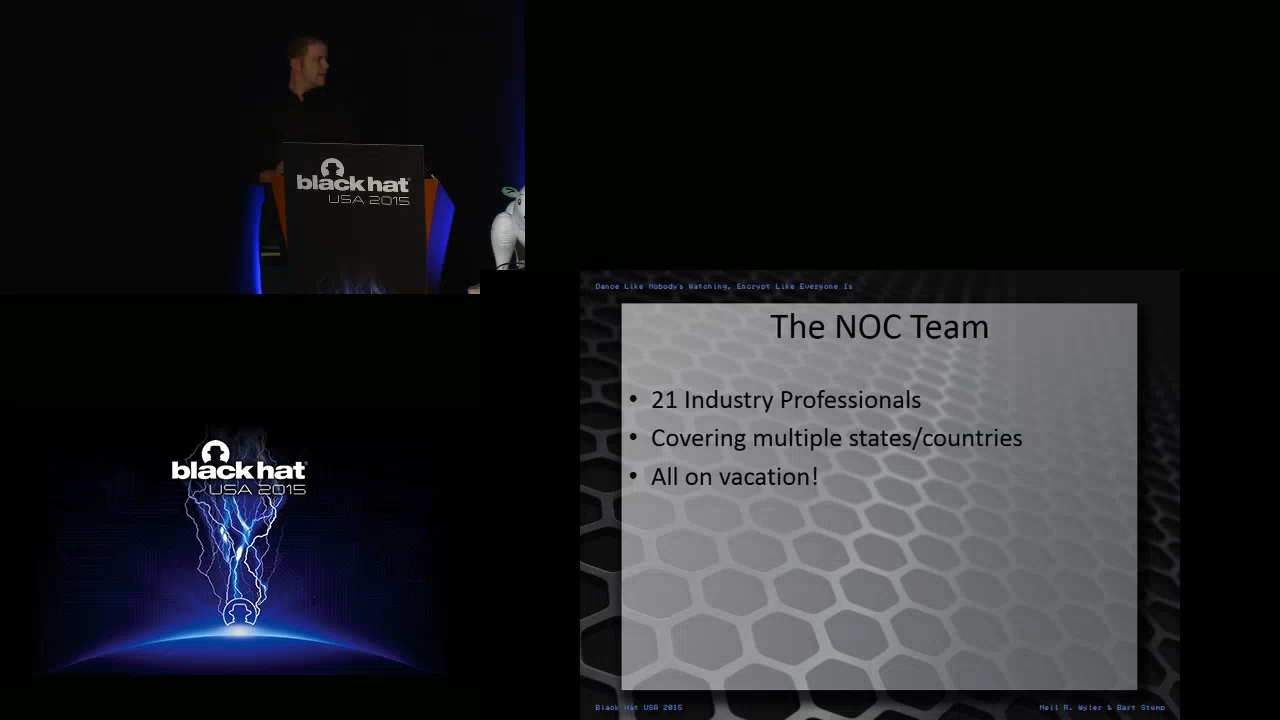 black hat
USA 2015
Dance Like Nobody's Watching, Encrypt Like Everyone Is
The NOC Team
• 21 Industry Professionals
• Covering multiple states/countries
• All on vacation!
black hat
USA 2015
Black Hat USA 2015
Neil R. Wyler & Bart Stump